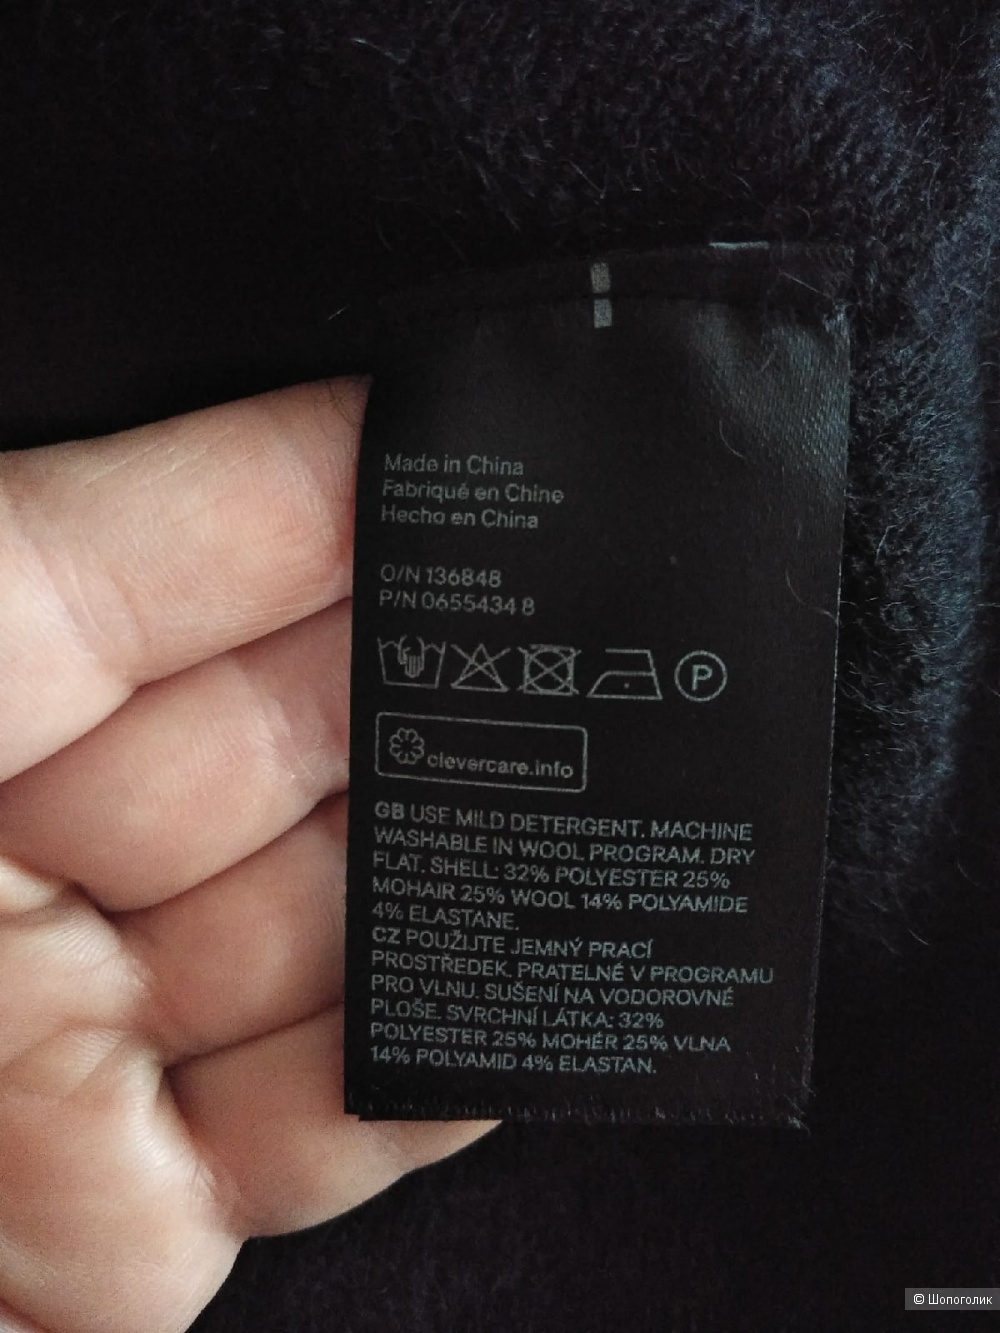 Made in China
Fabriqué en Chine
Hecho en China
O/N 136848
P/N 0655434 8
P
clevercare.info
GB USE MILD DETERGENT. MACHINE
WASHABLE IN WOOL PROGRAM. DRY
FLAT. SHELL: 32% POLYESTER 25%
MOHAIR 25% WOOL 14% POLYAMIDE
4% ELASTANE.
CZ POUŽIJTE JEMNÝ PRACÍ
PROSTŘEDEK. PRATELNÉ V PROGRAMU
PRO VLNU. SUŠENÍ NA VODOROVNÉ
PLOŠE. SVRCHNÍ LÁTKA: 32%
POLYESTER 25% MOHÉR 25% VLNA
14% POLYAMID 4% ELASTAN.
© Шопоголик